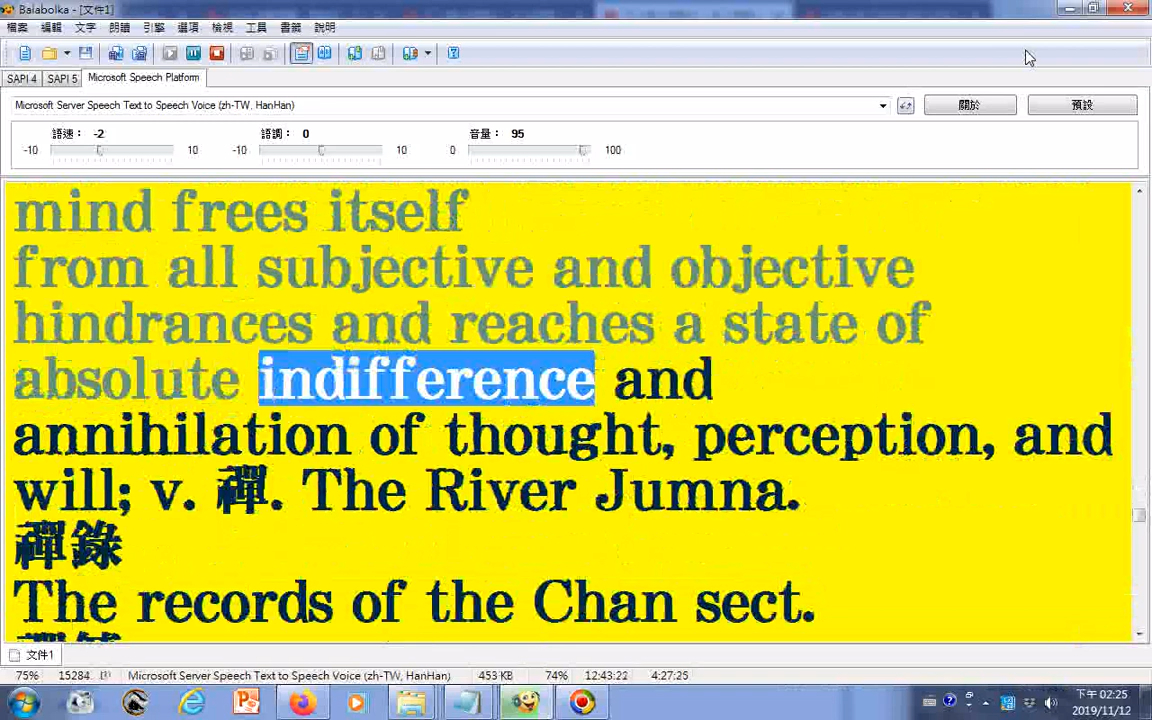 Balabolka - [文件1]
檔案 編輯 文字 朗讀 引擎 選項 檢視 工具 書籤 說明
SAPI 4 SAPI 5 Microsoft Speech Platform
Microsoft Server Speech Text to Speech Voice (zh-TW, HanHan)
關於 預設
語速： -2 語調： 0 音量： 95
-10 10 -10 10 0 100
mind frees itself
from all subjective and objective
hindrances and reaches a state of
absolute indifference and
annihilation of thought, perception, and
will; v. 禪. The River Jumna.
禪錄
The records of the Chan sect.
文件1
75% 15284 Microsoft Server Speech Text to Speech Voice (zh-TW, HanHan) 453 KB 74% 12:43:22 4:27:25
下午 02:25
2019/11/12